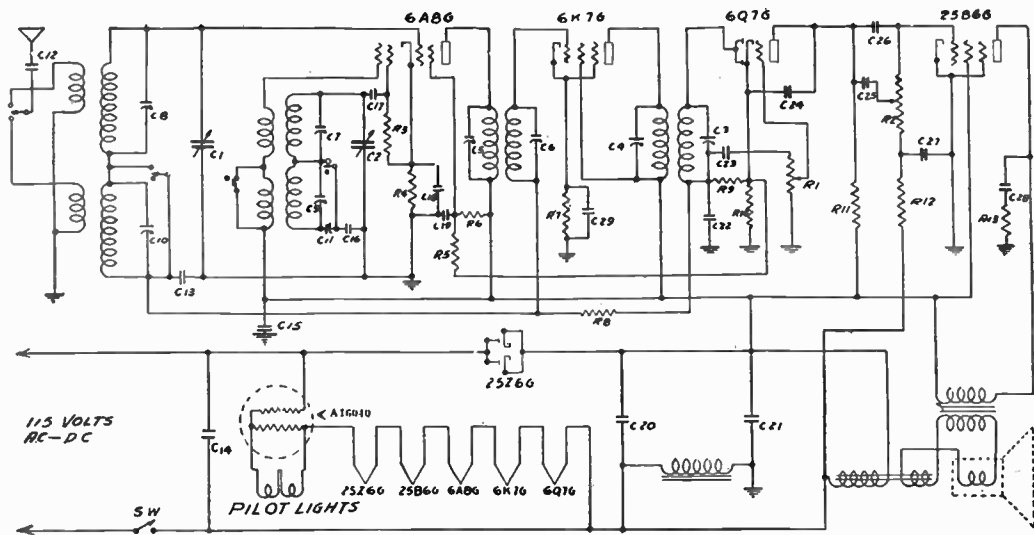 6A8G
6K7G
6Q7G
25B6G
C12
C26
C8
C17
C24
C25
R2
C1
C7
C2
R3
C5
C6
C4
C3
C23
C27
R4
C18
R9
R1
C28
C9
C19
R6
R7
C29
C22
R10
R11
R12
R13
C10
C11
C16
R5
C13
R8
C15
25Z6G
115 VOLTS
AC-DC
A16040
C14
C20
C21
25Z6G
25B6G
6A8G
6K7G
6Q7G
PILOT LIGHTS
SW